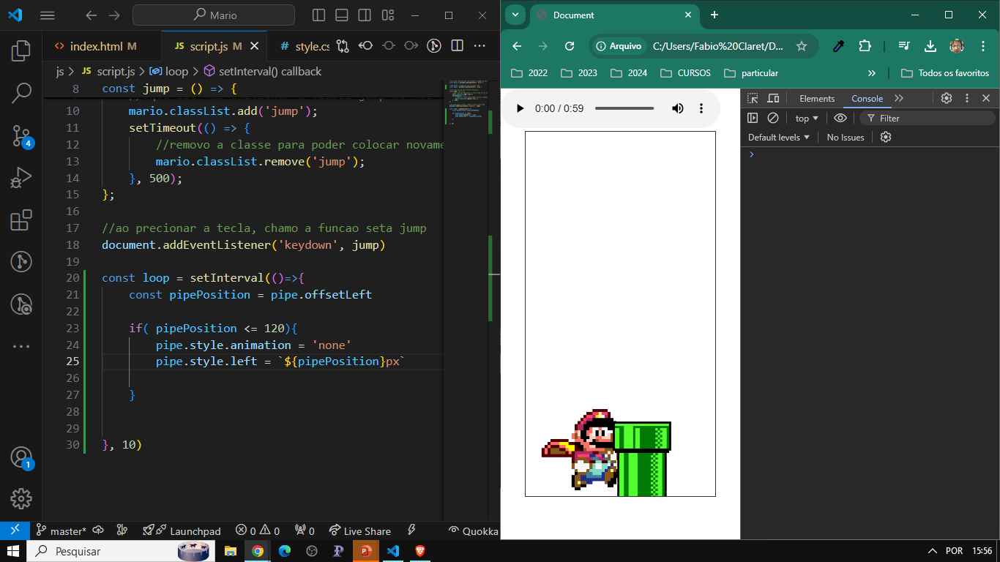 Mario
index.html M
JS script.js M
# style.cs
js > JS script.js > loop > setInterval() callback
8 const jump = () => {
10 mario.classList.add('jump');
11 setTimeout(() => {
12 //removo a classe para poder colocar novame
13 mario.classList.remove('jump');
14 }, 500);
15 };
16
17 //ao precionar a tecla, chamo a funcao seta jump
18 document.addEventListener('keydown', jump)
19
20 const loop = setInterval(()=>{
21 const pipePosition = pipe.offsetLeft
22
23 if( pipePosition <= 120){
24 pipe.style.animation = 'none'
25 pipe.style.left = `${pipePosition}px`
26
27 }
28
29
30 }, 10)
4
1
master*
Launchpad
0 0
0
Live Share
Quokka
Document
Arquivo C:/Users/Fabio%20Claret/D...
2022
2023
2024
CURSOS
particular
»
Todos os favoritos
0:00 / 0:59
Elements
Console
top
Filter
Default levels
No Issues
Pesquisar
POR
15:56